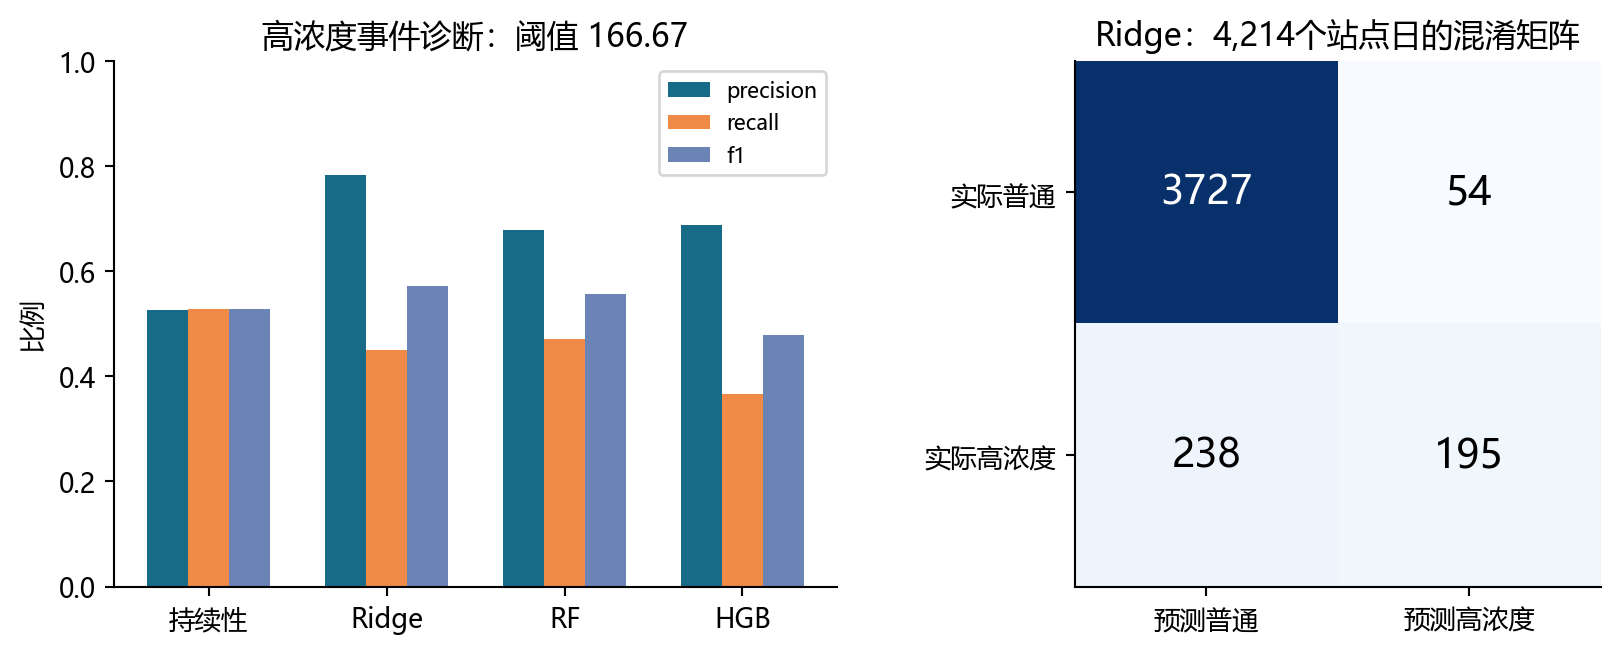 高浓度事件诊断：阈值 166.67
1.0
0.8
0.6
0.4
0.2
0.0
比例
precision
recall
f1
持续性
Ridge
RF
HGB
Ridge：4,214个站点日的混淆矩阵
实际普通
3727
54
实际高浓度
238
195
预测普通
预测高浓度